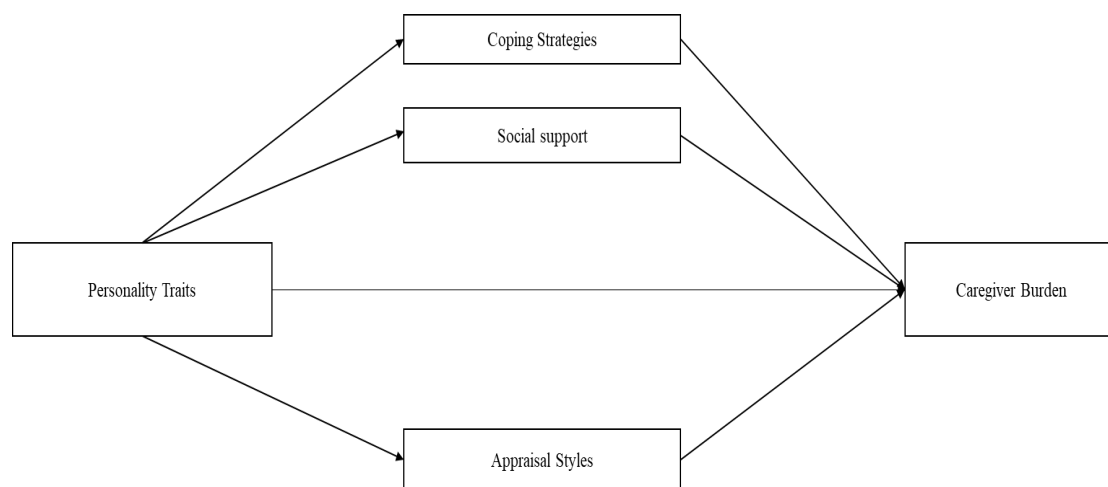 Coping Strategies
Social support
Personality Traits
Caregiver Burden
Appraisal Styles